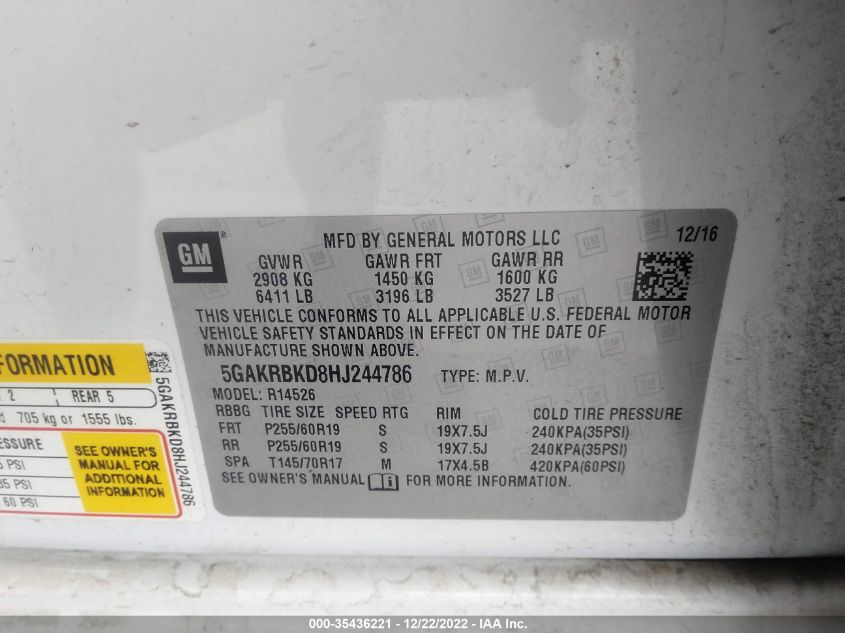 GM
MFD BY GENERAL MOTORS LLC 12/16
GVWR GAWR FRT GAWR RR
2908 KG 1450 KG 1600 KG
6411 LB 3196 LB 3527 LB
THIS VEHICLE CONFORMS TO ALL APPLICABLE U.S. FEDERAL MOTOR
VEHICLE SAFETY STANDARDS IN EFFECT ON THE DATE OF
MANUFACTURE SHOWN ABOVE.
5GAKRBKD8HJ244786 TYPE: M.P.V.
MODEL: R14526
RBBG TIRE SIZE SPEED RTG RIM COLD TIRE PRESSURE
FRT P255/60R19 S 19X7.5J 240KPA(35PSI)
RR P255/60R19 S 19X7.5J 240KPA(35PSI)
SPA T145/70R17 M 17X4.5B 420KPA(60PSI)
SEE OWNER'S MANUAL FOR MORE INFORMATION.
FORMATION
2 REAR 5
705 kg or 1555 lbs.
ESSURE
PSI
35 PSI
60 PSI
SEE OWNER'S
MANUAL FOR
ADDITIONAL
INFORMATION
5GAKRBKD8HJ244786
000-35436221 - 12/22/2022 - IAA Inc.